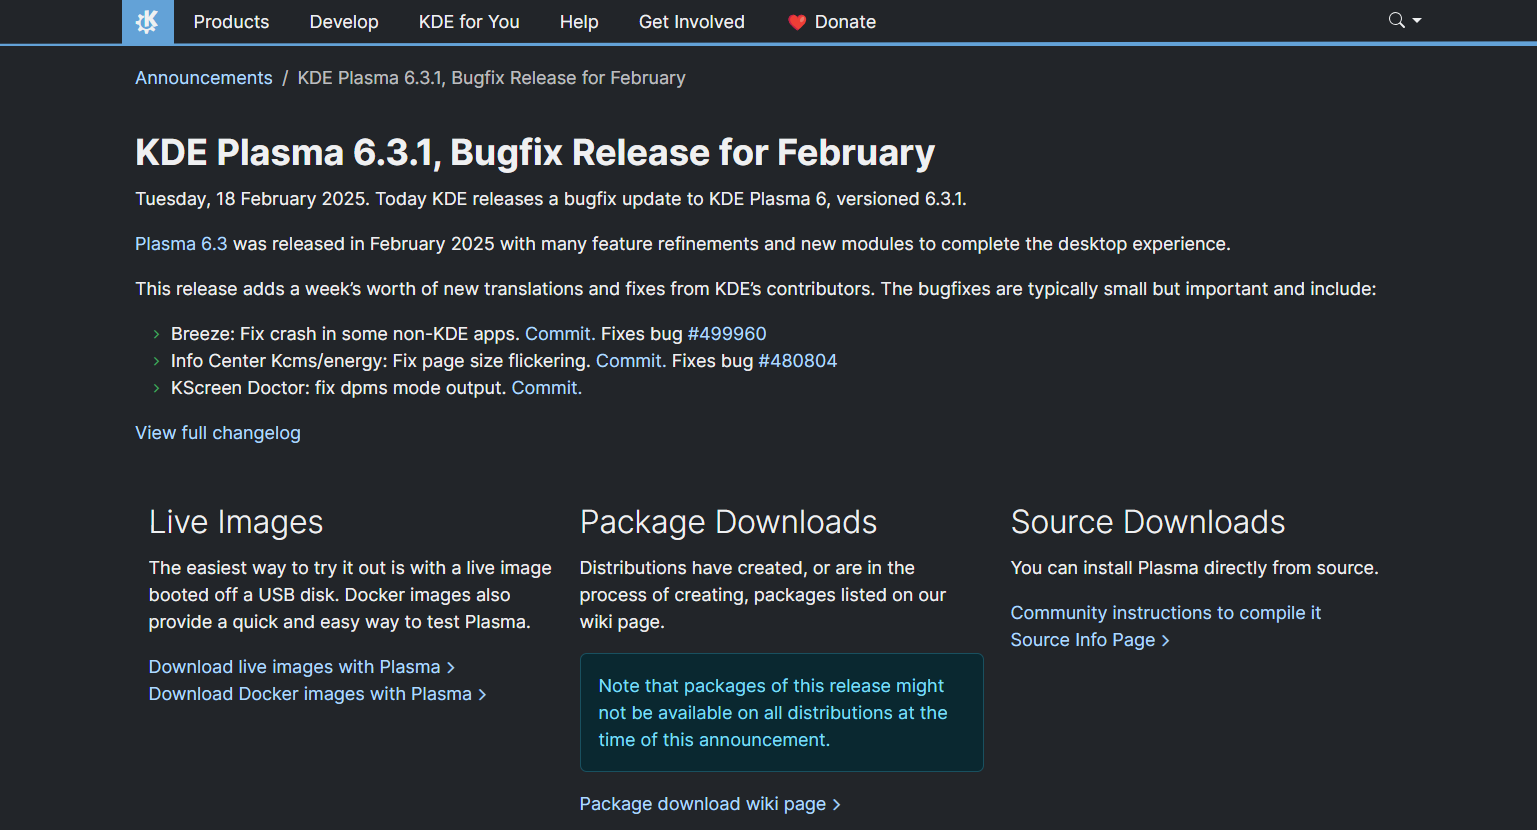 Products Develop KDE for You Help Get Involved Donate
Announcements / KDE Plasma 6.3.1, Bugfix Release for February
KDE Plasma 6.3.1, Bugfix Release for February
Tuesday, 18 February 2025. Today KDE releases a bugfix update to KDE Plasma 6, versioned 6.3.1.
Plasma 6.3 was released in February 2025 with many feature refinements and new modules to complete the desktop experience.
This release adds a week’s worth of new translations and fixes from KDE’s contributors. The bugfixes are typically small but important and include:
Breeze: Fix crash in some non-KDE apps. Commit. Fixes bug #499960
Info Center Kcms/energy: Fix page size flickering. Commit. Fixes bug #480804
KScreen Doctor: fix dpms mode output. Commit.
View full changelog
Live Images
The easiest way to try it out is with a live image
booted off a USB disk. Docker images also
provide a quick and easy way to test Plasma.
Download live images with Plasma
Download Docker images with Plasma
Package Downloads
Distributions have created, or are in the
process of creating, packages listed on our
wiki page.
Note that packages of this release might
not be available on all distributions at the
time of this announcement.
Package download wiki page
Source Downloads
You can install Plasma directly from source.
Community instructions to compile it
Source Info Page